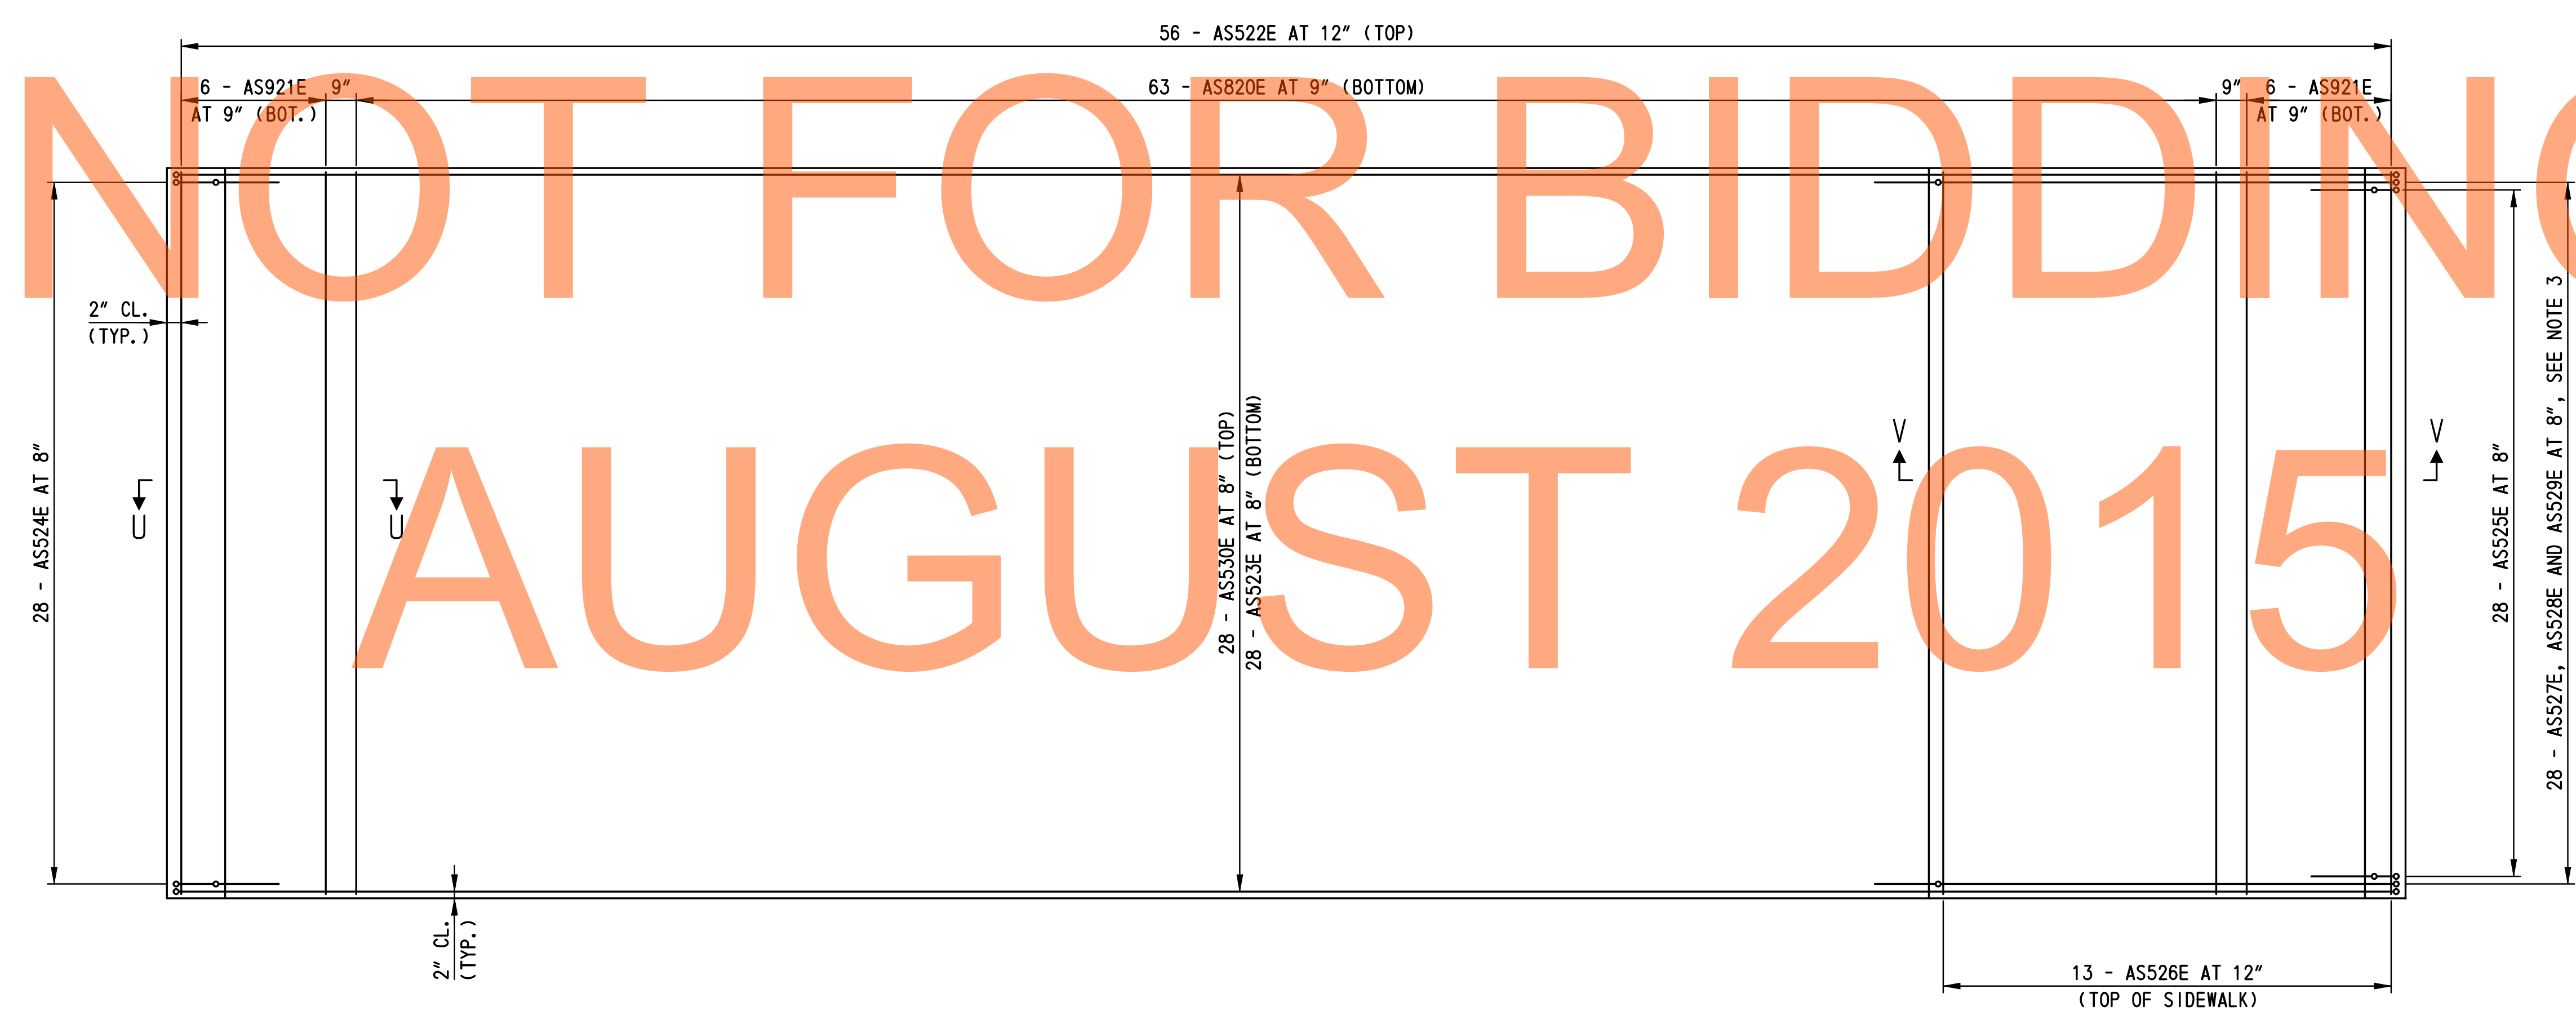 56 - AS522E AT 12" (TOP)
6 - AS921E
AT 9" (BOT.)
9"
63 - AS820E AT 9" (BOTTOM)
9"
6 - AS921E
AT 9" (BOT.)
NOT FOR BIDDING
2" CL.
(TYP.)
28 - AS524E AT 8"
U
U
28 - AS530E AT 8" (TOP)
28 - AS523E AT 8" (BOTTOM)
V
V
28 - AS525E AT 8"
28 - AS527E, AS528E AND AS529E AT 8", SEE NOTE 3
AUGUST 2015
2" CL.
(TYP.)
13 - AS526E AT 12"
(TOP OF SIDEWALK)